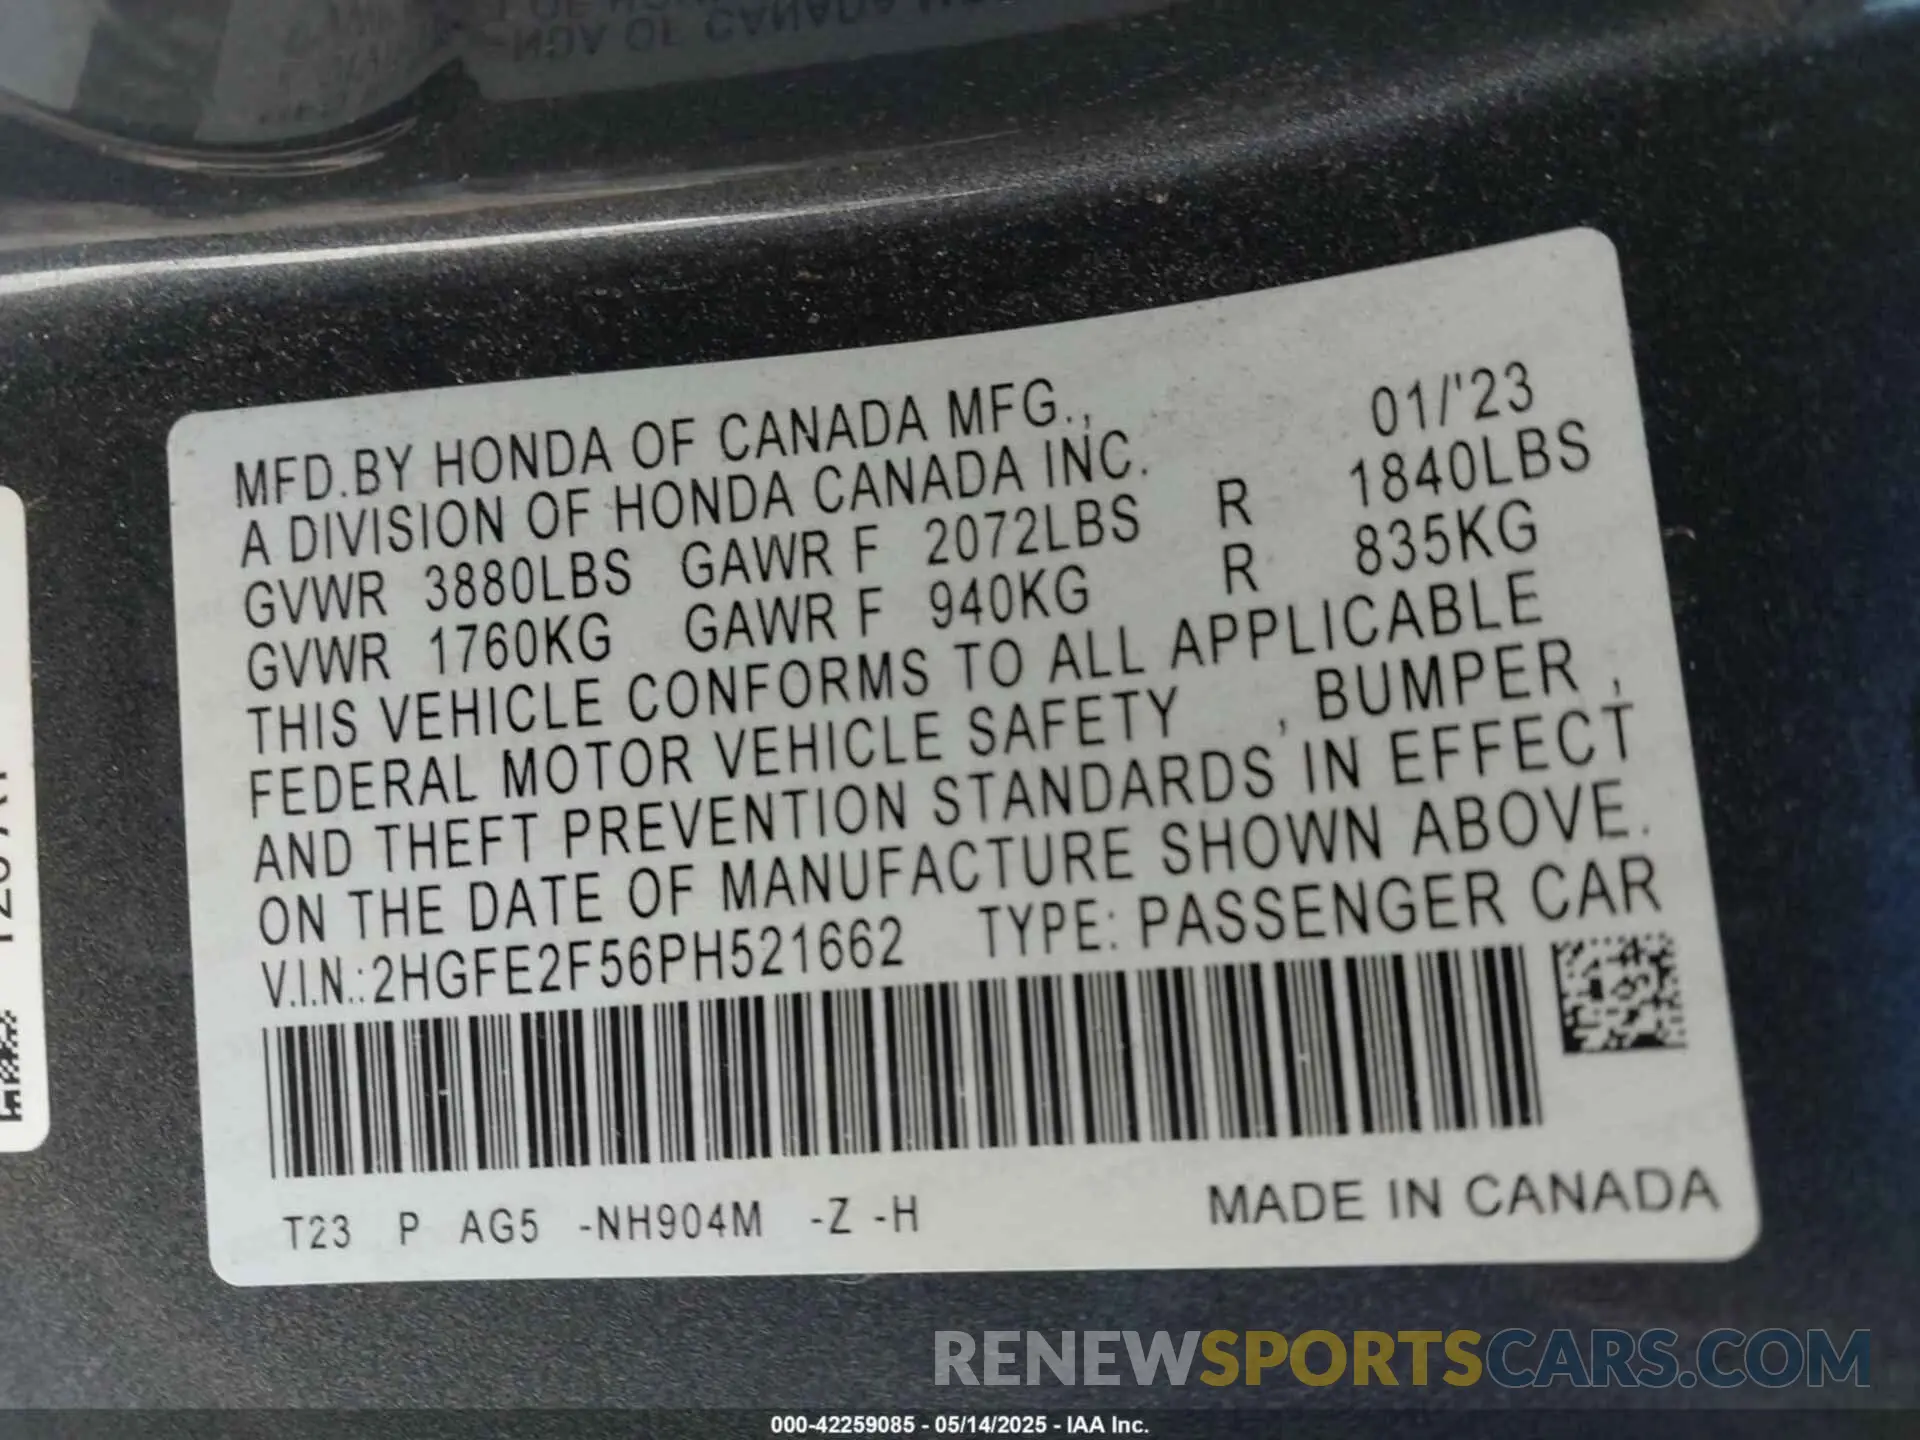 MFD.BY HONDA OF CANADA MFG., 01/'23
A DIVISION OF HONDA CANADA INC.
GVWR 3880LBS GAWR F 2072LBS R 1840LBS
GVWR 1760KG GAWR F 940KG R 835KG
THIS VEHICLE CONFORMS TO ALL APPLICABLE
FEDERAL MOTOR VEHICLE SAFETY , BUMPER ,
AND THEFT PREVENTION STANDARDS IN EFFECT
ON THE DATE OF MANUFACTURE SHOWN ABOVE.
V.I.N.:2HGFE2F56PH521662 TYPE: PASSENGER CAR
T23 P AG5 -NH904M -Z -H MADE IN CANADA
RENEWSPORTSCARS.COM
000-42259085 - 05/14/2025 - IAA Inc.